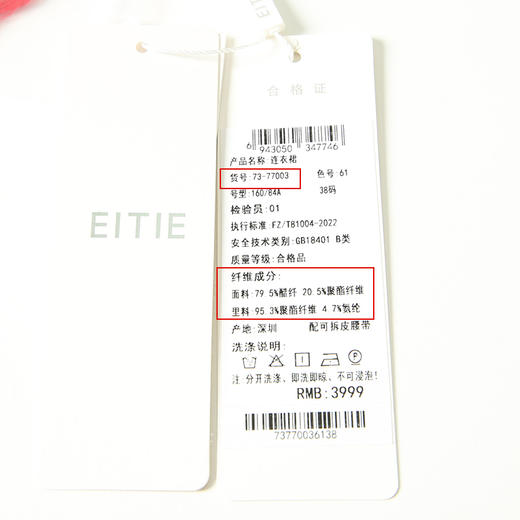 EITIE
合格证
6 943050 347746
产品名称:连衣裙
货号:73-77003 色号:61
号型:160/84A 38码
检验员:01
执行标准:FZ/T81004-2022
安全技术类别:GB18401 B类
质量等级:合格品
纤维成分:
面料:79.5%醋纤 20.5%聚酯纤维
里料:95.3%聚酯纤维 4.7%氨纶
产地:深圳 配可拆皮腰带
洗涤说明:
注:分开洗涤、即洗即晾、不可浸泡!
RMB:3999
73770036138